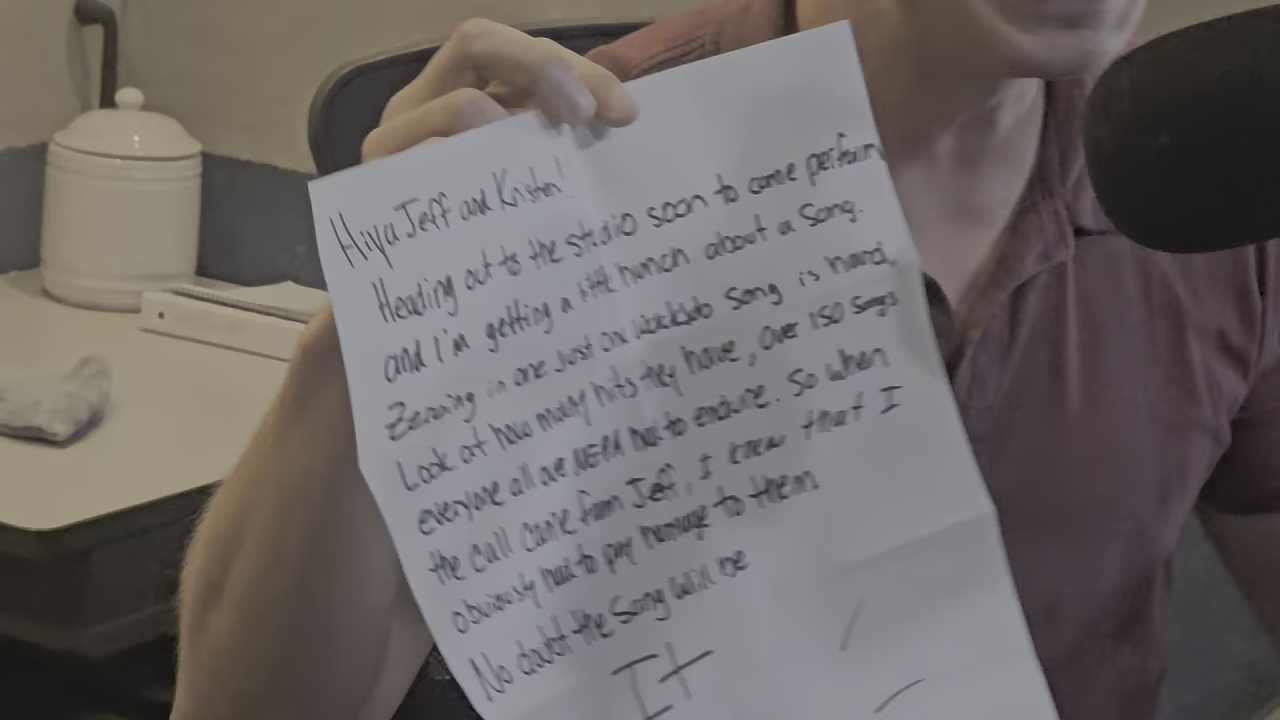 Hiya Jeff and Kristen!
Heading out to the studio soon to come perform
and I'm getting a little hunch about a song.
Zeroing in one just one song is hard.
Look at how many hits they have, over 150 songs
everyone all over had to endure. So when
the call came from Jeff, I knew that I
obviously had to pay homage to them
No doubt the song will be
It